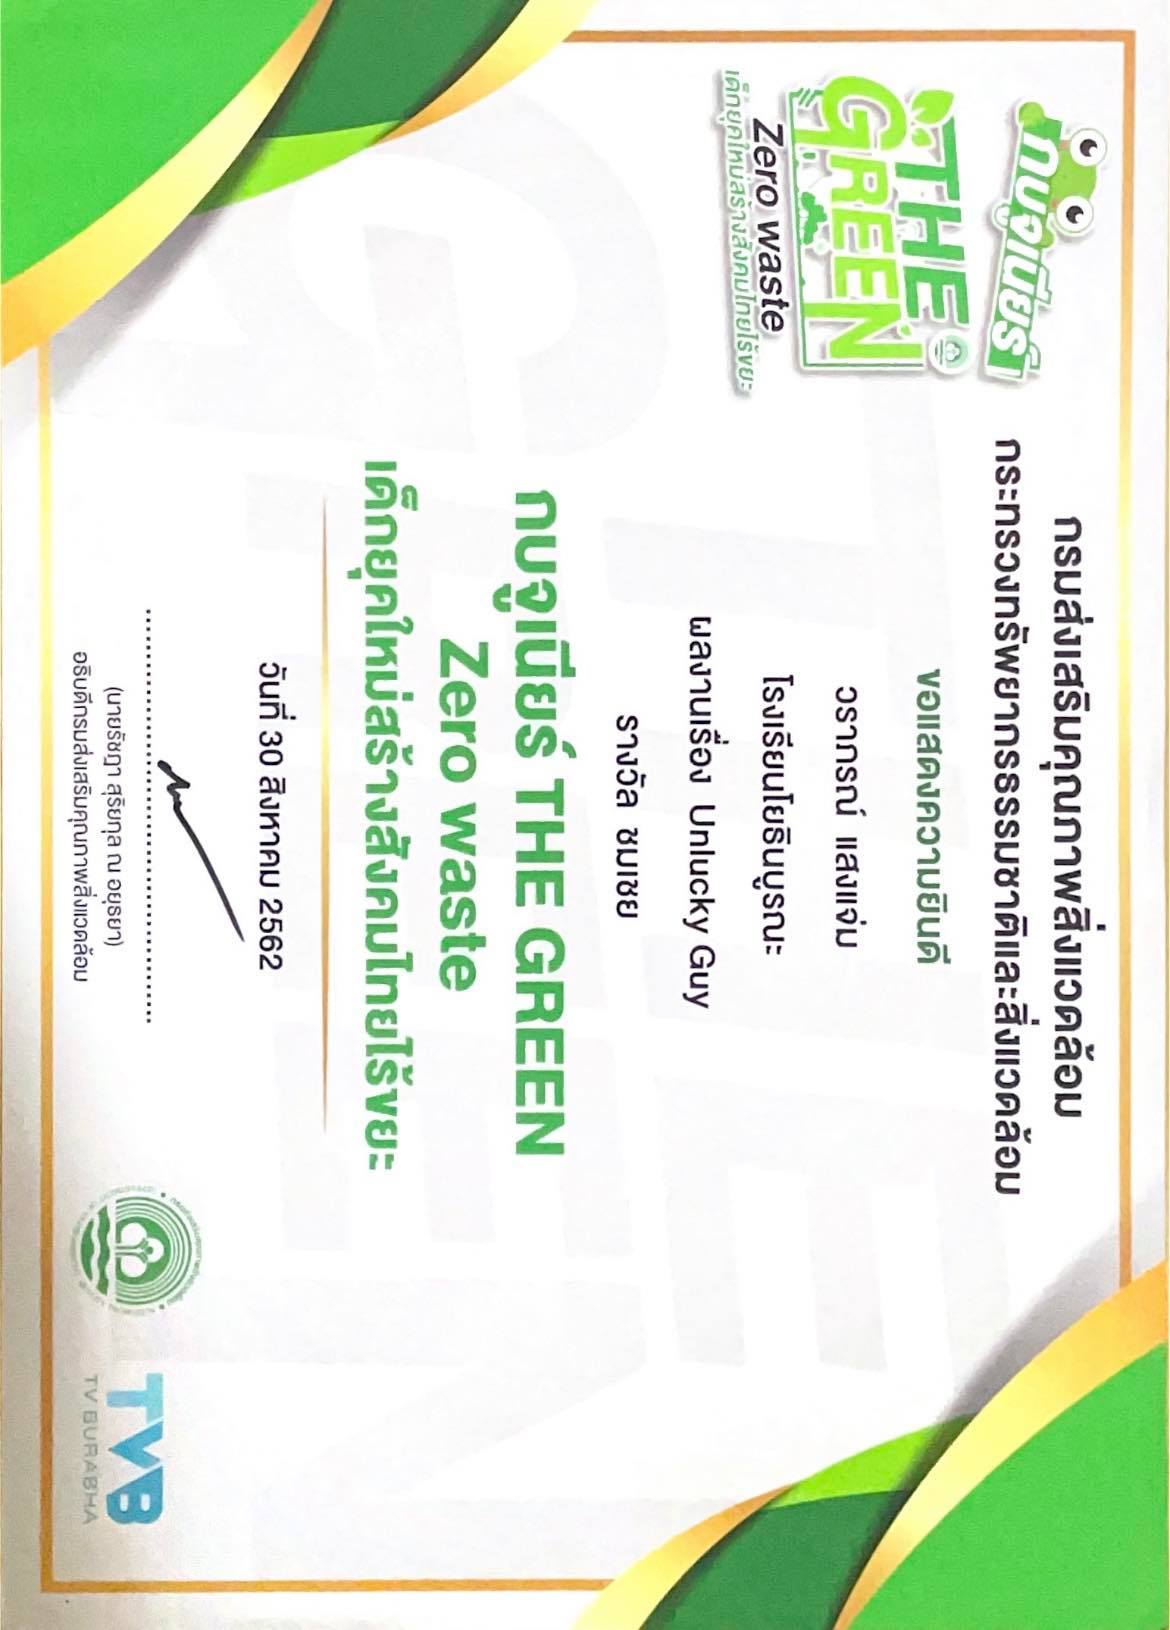 กบจูเนียร์
THE
GREEN
Zero waste
เด็กยุคใหม่สร้างสังคมไทยไร้ขยะ
กรมส่งเสริมคุณภาพสิ่งแวดล้อม
กระทรวงทรัพยากรธรรมชาติและสิ่งแวดล้อม
ขอแสดงความยินดี
วราภรณ์ แสงแจ่ม
โรงเรียนโยธินบูรณะ
ผลงานเรื่อง Unlucky Guy
รางวัล ชมเชย
กบจูเนียร์ THE GREEN
Zero waste
เด็กยุคใหม่สร้างสังคมไทยไร้ขยะ
วันที่ 30 สิงหาคม 2562
(นายรัชฎา สุริยกุล ณ อยุธยา)
อธิบดีกรมส่งเสริมคุณภาพสิ่งแวดล้อม
TVB
TV BURABHA